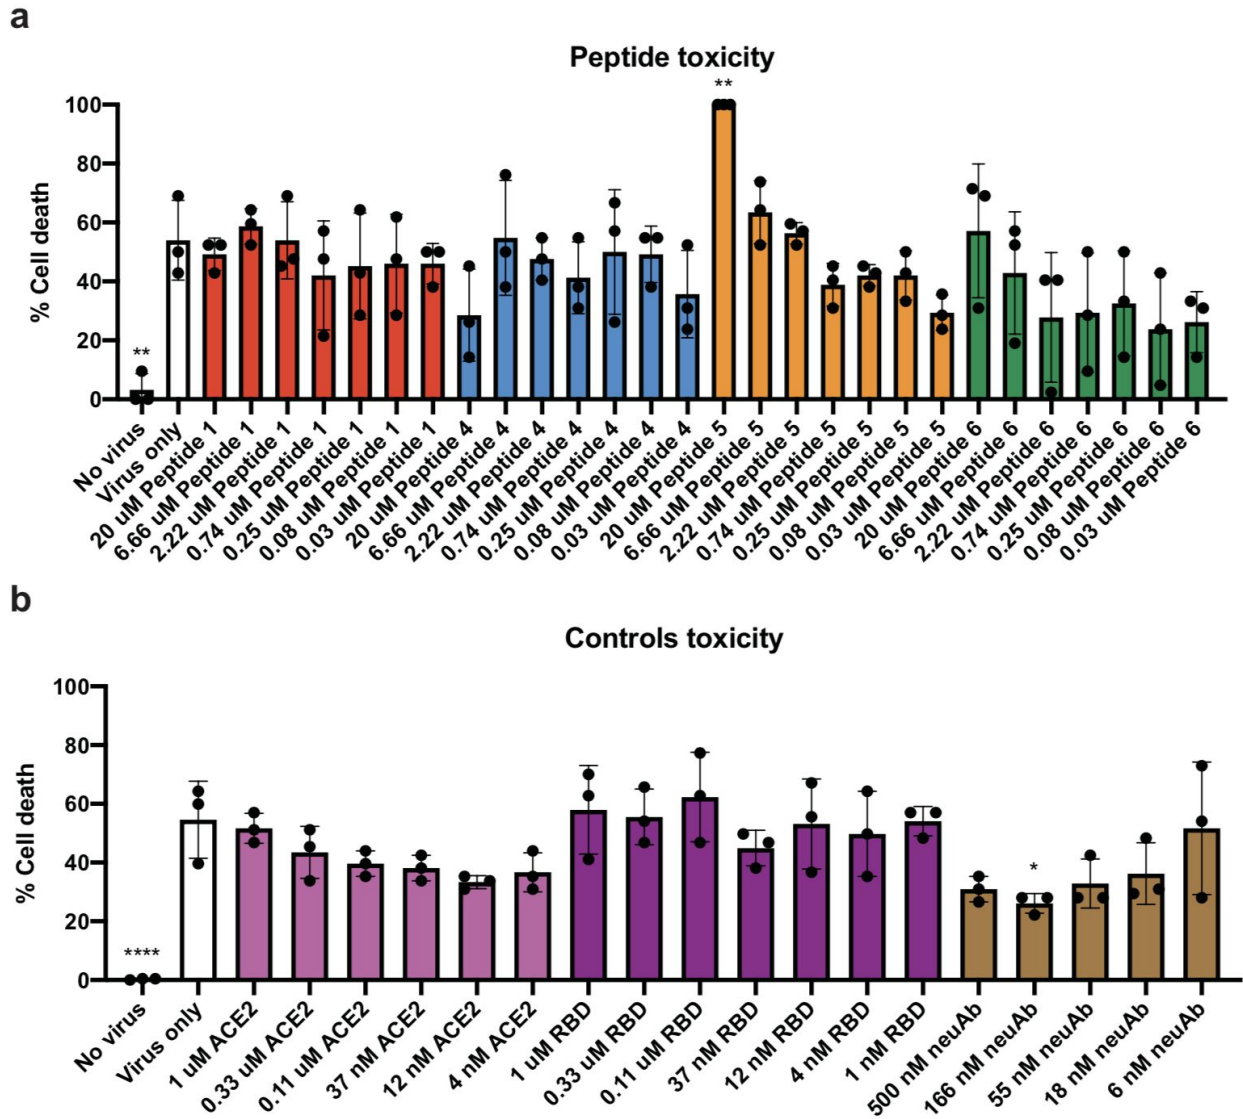 a
Peptide toxicity
% Cell death
100
80
60
40
20
0
**
**
No virus
Virus only
20 uM Peptide 1
6.66 uM Peptide 1
2.22 uM Peptide 1
0.74 uM Peptide 1
0.25 uM Peptide 1
0.08 uM Peptide 1
0.03 uM Peptide 1
20 uM Peptide 4
6.66 uM Peptide 4
2.22 uM Peptide 4
0.74 uM Peptide 4
0.25 uM Peptide 4
0.08 uM Peptide 4
0.03 uM Peptide 4
20 uM Peptide 5
6.66 uM Peptide 5
2.22 uM Peptide 5
0.74 uM Peptide 5
0.25 uM Peptide 5
0.08 uM Peptide 5
0.03 uM Peptide 5
20 uM Peptide 6
6.66 uM Peptide 6
2.22 uM Peptide 6
0.74 uM Peptide 6
0.25 uM Peptide 6
0.08 uM Peptide 6
0.03 uM Peptide 6
b
Controls toxicity
% Cell death
100
80
60
40
20
0
****
*
No virus
Virus only
1 uM ACE2
0.33 uM ACE2
0.11 uM ACE2
37 nM ACE2
12 nM ACE2
4 nM ACE2
1 uM RBD
0.33 uM RBD
0.11 uM RBD
37 nM RBD
12 nM RBD
4 nM RBD
1 nM RBD
500 nM neuAb
166 nM neuAb
55 nM neuAb
18 nM neuAb
6 nM neuAb